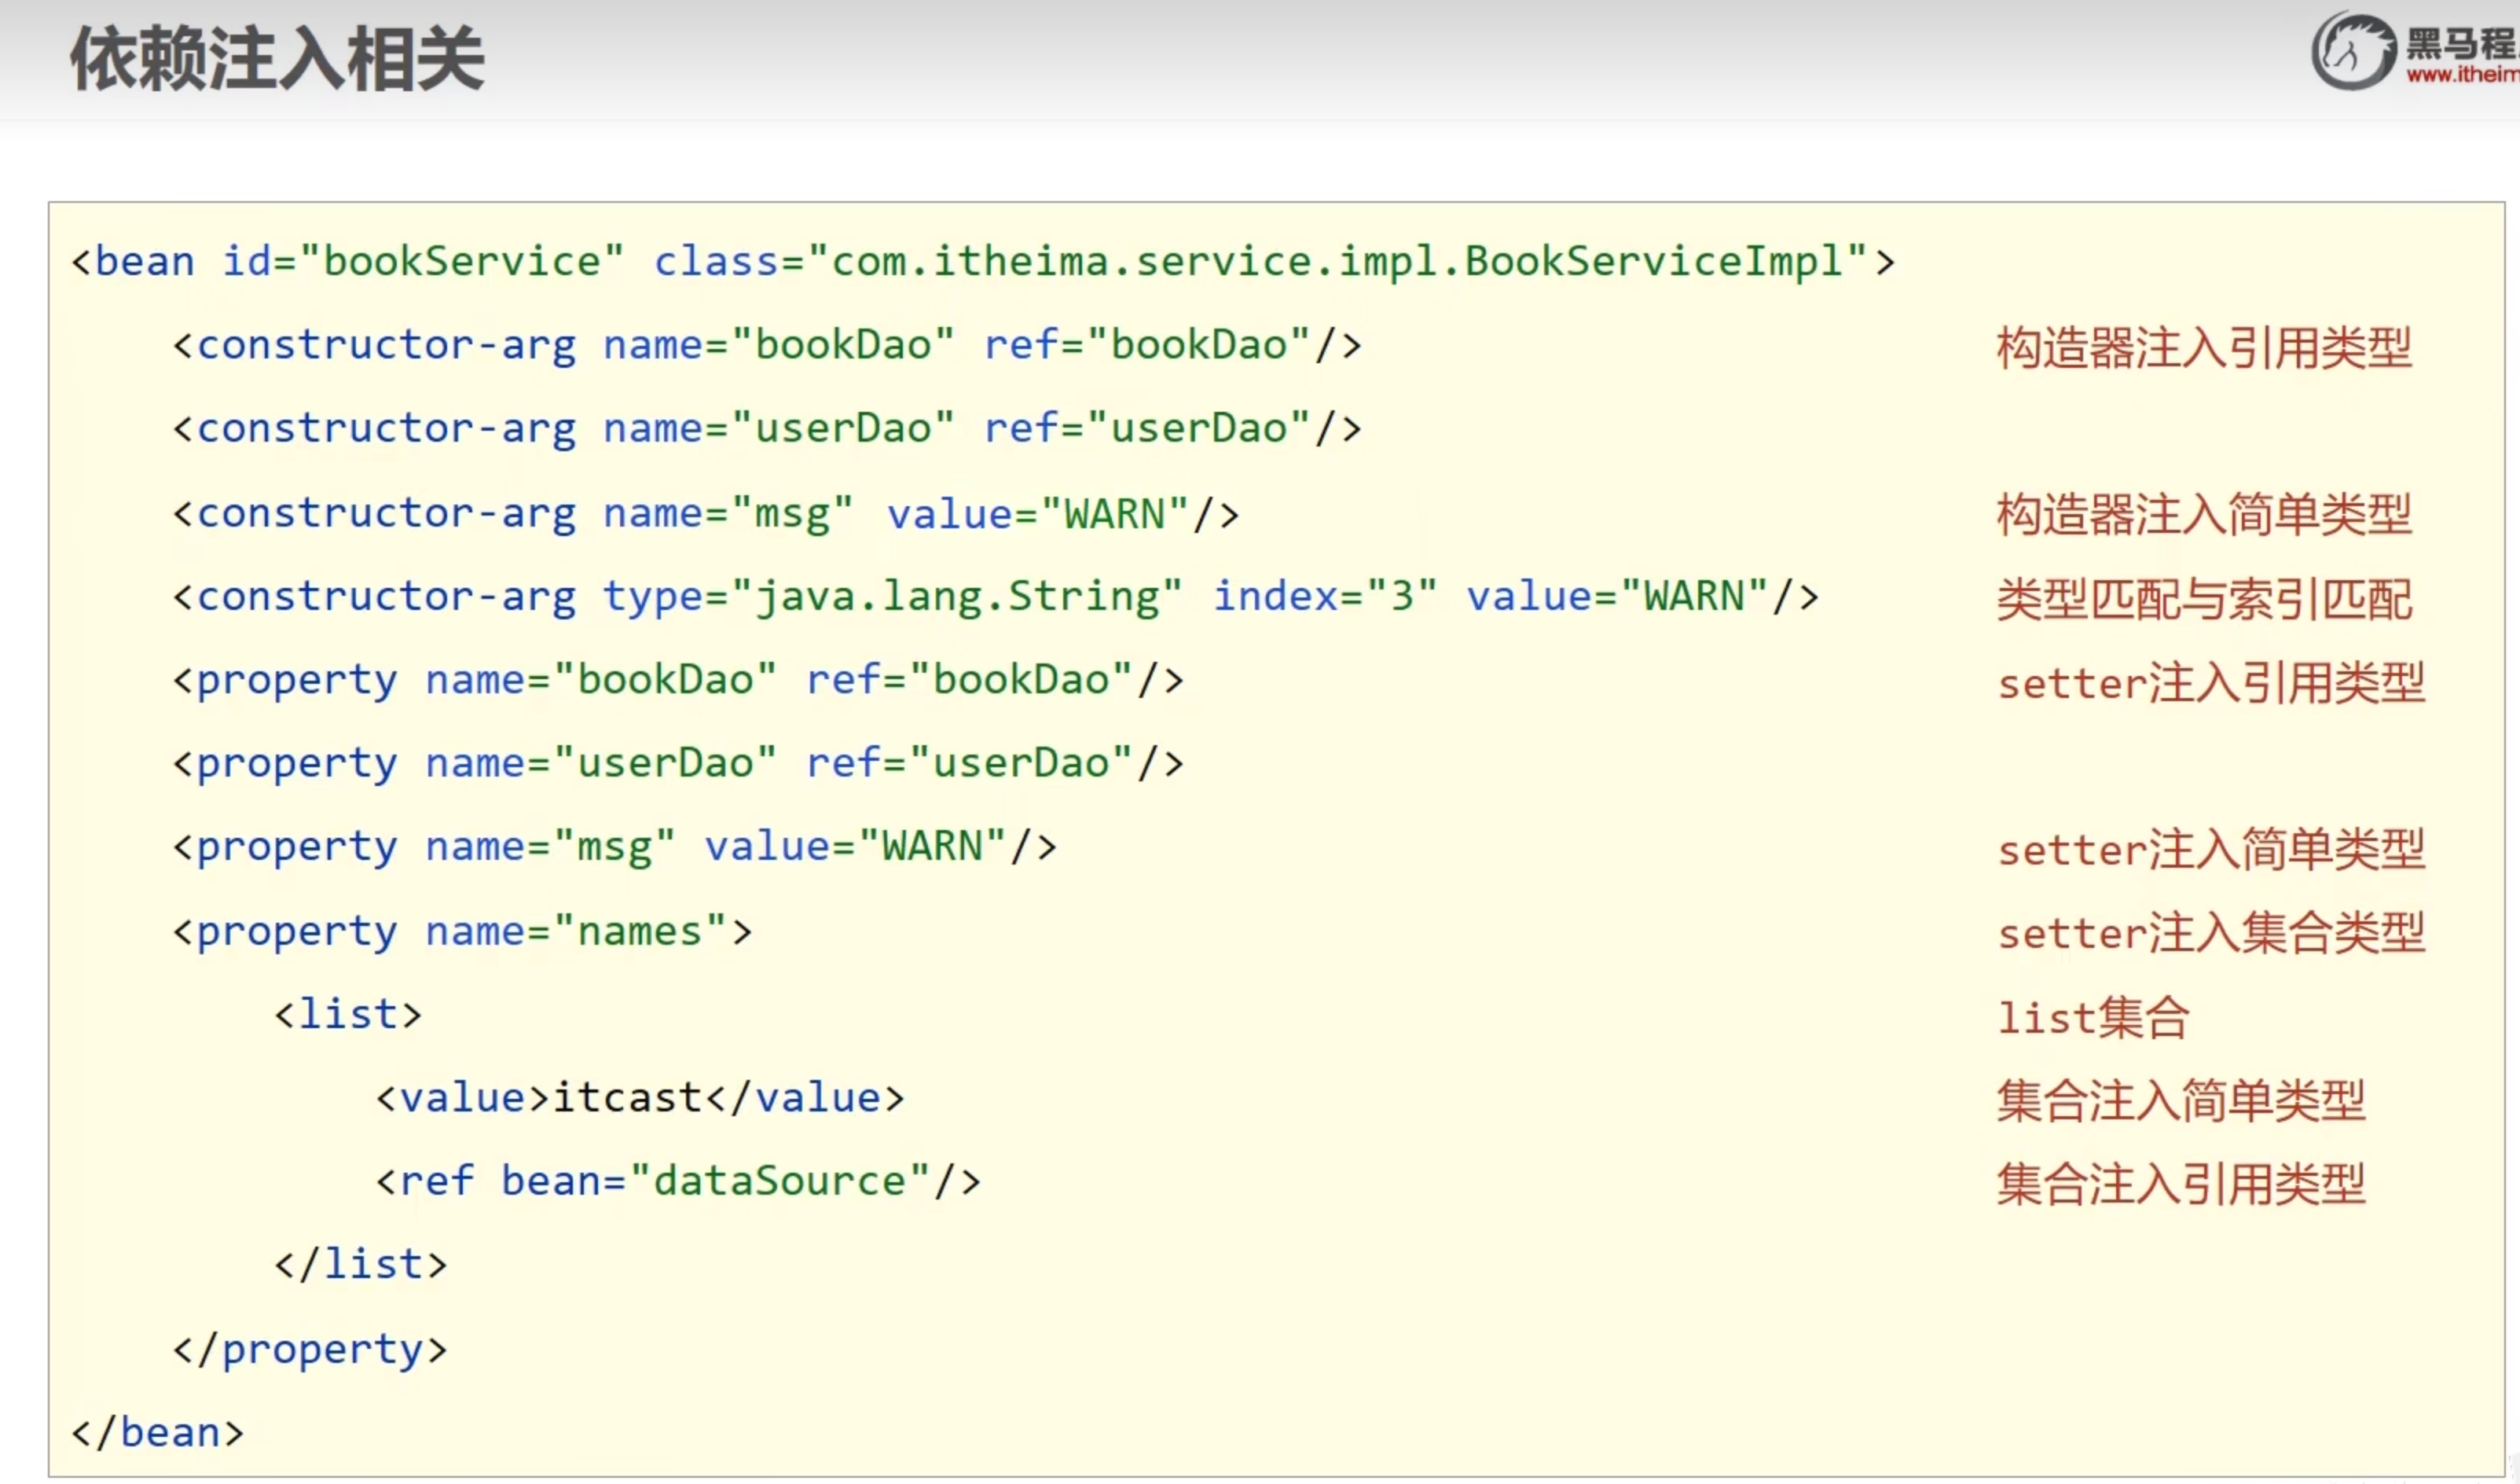 依赖注入相关
黑马程
www.itheim
<bean id="bookService" class="com.itheima.service.impl.BookServiceImpl">
<constructor-arg name="bookDao" ref="bookDao"/> 构造器注入引用类型
<constructor-arg name="userDao" ref="userDao"/>
<constructor-arg name="msg" value="WARN"/> 构造器注入简单类型
<constructor-arg type="java.lang.String" index="3" value="WARN"/> 类型匹配与索引匹配
<property name="bookDao" ref="bookDao"/> setter注入引用类型
<property name="userDao" ref="userDao"/>
<property name="msg" value="WARN"/> setter注入简单类型
<property name="names"> setter注入集合类型
<list> list集合
<value>itcast</value> 集合注入简单类型
<ref bean="dataSource"/> 集合注入引用类型
</list>
</property>
</bean>